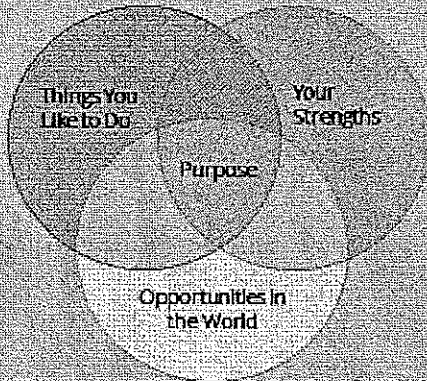 Things You
Like to Do
Your
Strengths
Purpose
Opportunities in
the World